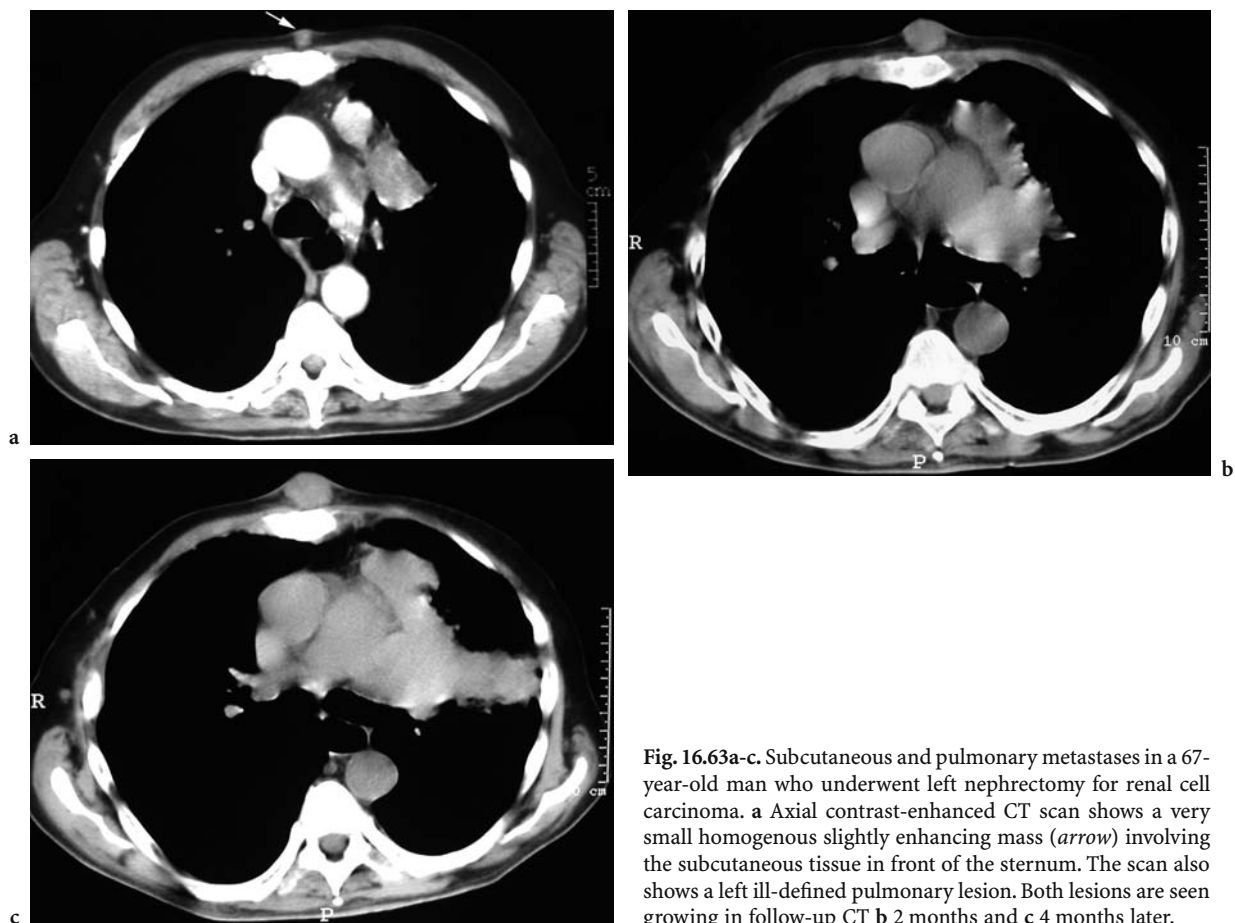 5
cm
a
R
10 cm
P
b
R
cm
P
c
Fig. 16.63a-c. Subcutaneous and pulmonary metastases in a 67-
year-old man who underwent left nephrectomy for renal cell
carcinoma. a Axial contrast-enhanced CT scan shows a very
small homogenous slightly enhancing mass (arrow) involving
the subcutaneous tissue in front of the sternum. The scan also
shows a left ill-defined pulmonary lesion. Both lesions are seen
growing in follow-up CT b 2 months and c 4 months later.